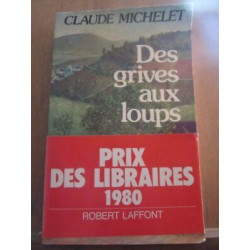 CLAUDE MICHELET
Des
grives
aux
loups
PRIX
DES LIBRAIRES
1980
ROBERT LAFFONT